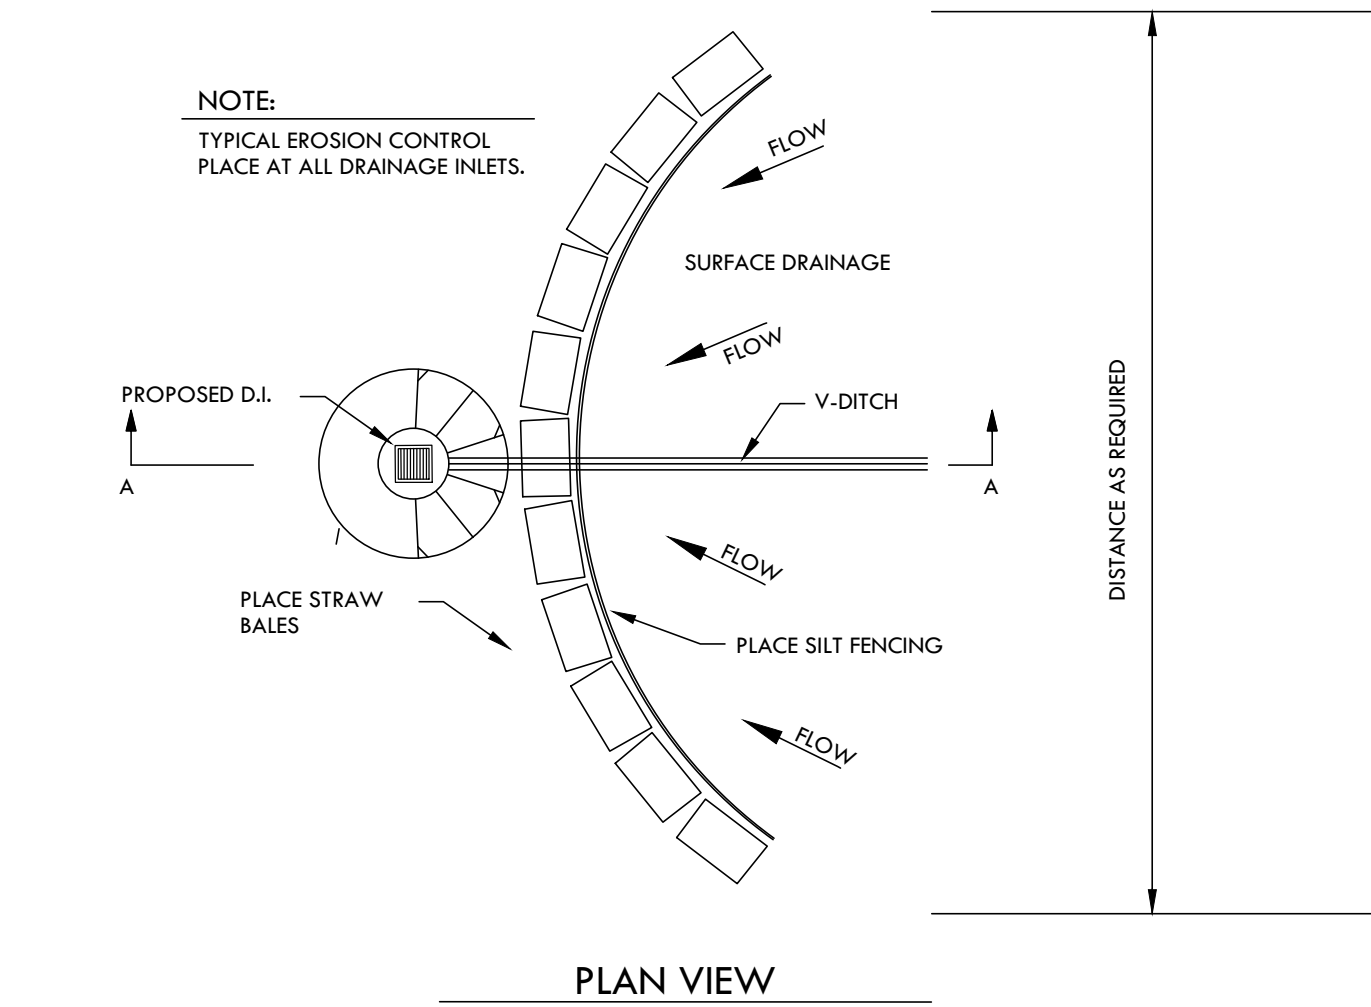 NOTE:
TYPICAL EROSION CONTROL
PLACE AT ALL DRAINAGE INLETS.
FLOW
SURFACE DRAINAGE
FLOW
PROPOSED D.I.
V-DITCH
A
A
DISTANCE AS REQUIRED
FLOW
PLACE STRAW
BALES
PLACE SILT FENCING
FLOW
PLAN VIEW